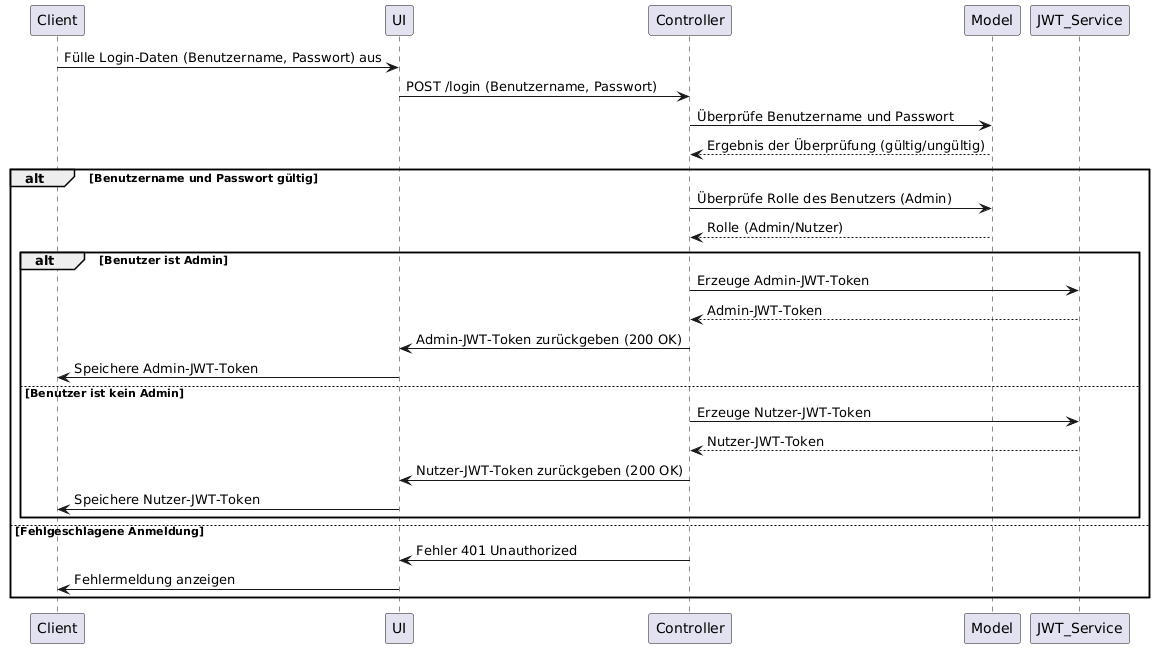 Client UI Controller Model JWT_Service
Fülle Login-Daten (Benutzername, Passwort) aus
POST /login (Benutzername, Passwort)
Überprüfe Benutzername und Passwort
Ergebnis der Überprüfung (gültig/ungültig)
alt [Benutzername und Passwort gültig]
Überprüfe Rolle des Benutzers (Admin)
Rolle (Admin/Nutzer)
alt [Benutzer ist Admin]
Erzeuge Admin-JWT-Token
Admin-JWT-Token
Admin-JWT-Token zurückgeben (200 OK)
Speichere Admin-JWT-Token
[Benutzer ist kein Admin]
Erzeuge Nutzer-JWT-Token
Nutzer-JWT-Token
Nutzer-JWT-Token zurückgeben (200 OK)
Speichere Nutzer-JWT-Token
[Fehlgeschlagene Anmeldung]
Fehler 401 Unauthorized
Fehlermeldung anzeigen
Client UI Controller Model JWT_Service